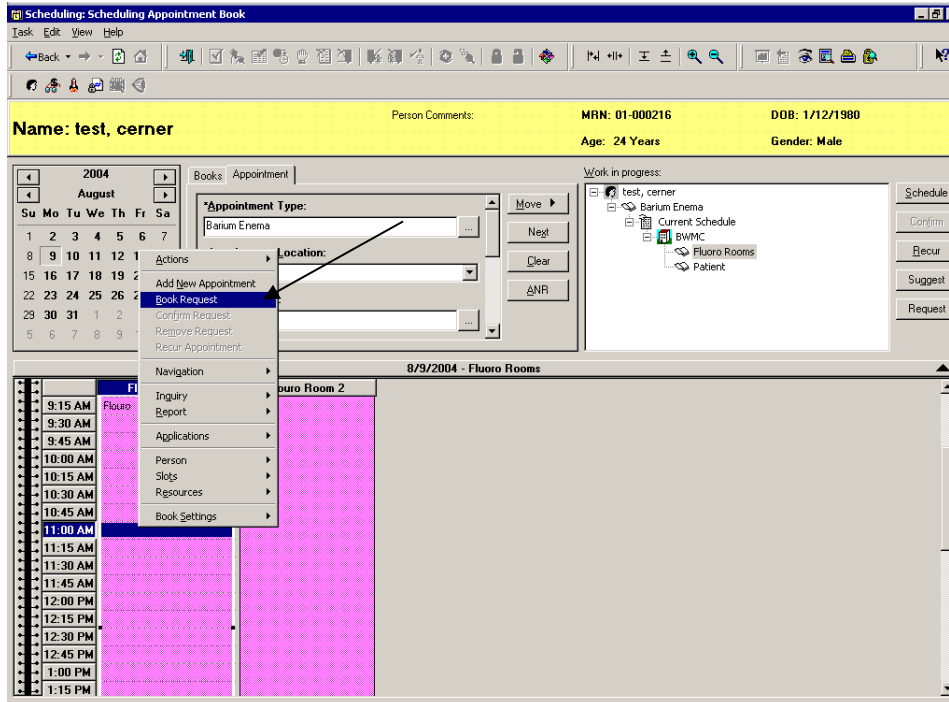 Scheduling: Scheduling Appointment Book
Task Edit View Help
Back
Name: test, cerner
Person Comments:
MRN: 01-000216
DOB: 1/12/1980
Age: 24 Years
Gender: Male
2004
August
Su Mo Tu We Th Fr Sa
1 2 3 4 5 6 7
8 9 10 11 12
15 16 17 18 19
22 23 24 25 26
29 30 31 1 2
5 6 7 8 9
Books Appointment
*Appointment Type:
Barium Enema
...
Location:
...
Move
Next
Clear
ANR
Work in progress:
test, cerner
Barium Enema
Current Schedule
BWMC
Fluoro Rooms
Patient
Schedule
Confirm
Recur
Suggest
Request
Actions
Add New Appointment
Book Request
Confirm Request
Remove Request
Recur Appointment
Navigation
Inquiry
Report
Applications
Person
Slots
Resources
Book Settings
8/9/2004 - Fluoro Rooms
Fl
ouro Room 2
9:15 AM Flouro
9:30 AM
9:45 AM
10:00 AM
10:15 AM
10:30 AM
10:45 AM
11:00 AM
11:15 AM
11:30 AM
11:45 AM
12:00 PM
12:15 PM
12:30 PM
12:45 PM
1:00 PM
1:15 PM